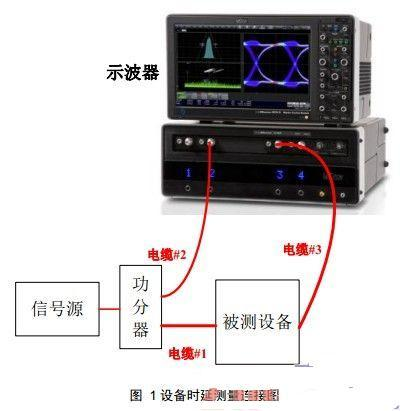 示波器
1 2 3 4
电缆#2
电缆#3
信号源
功分器
被测设备
电缆#1
图 1 设备时延测量连接图